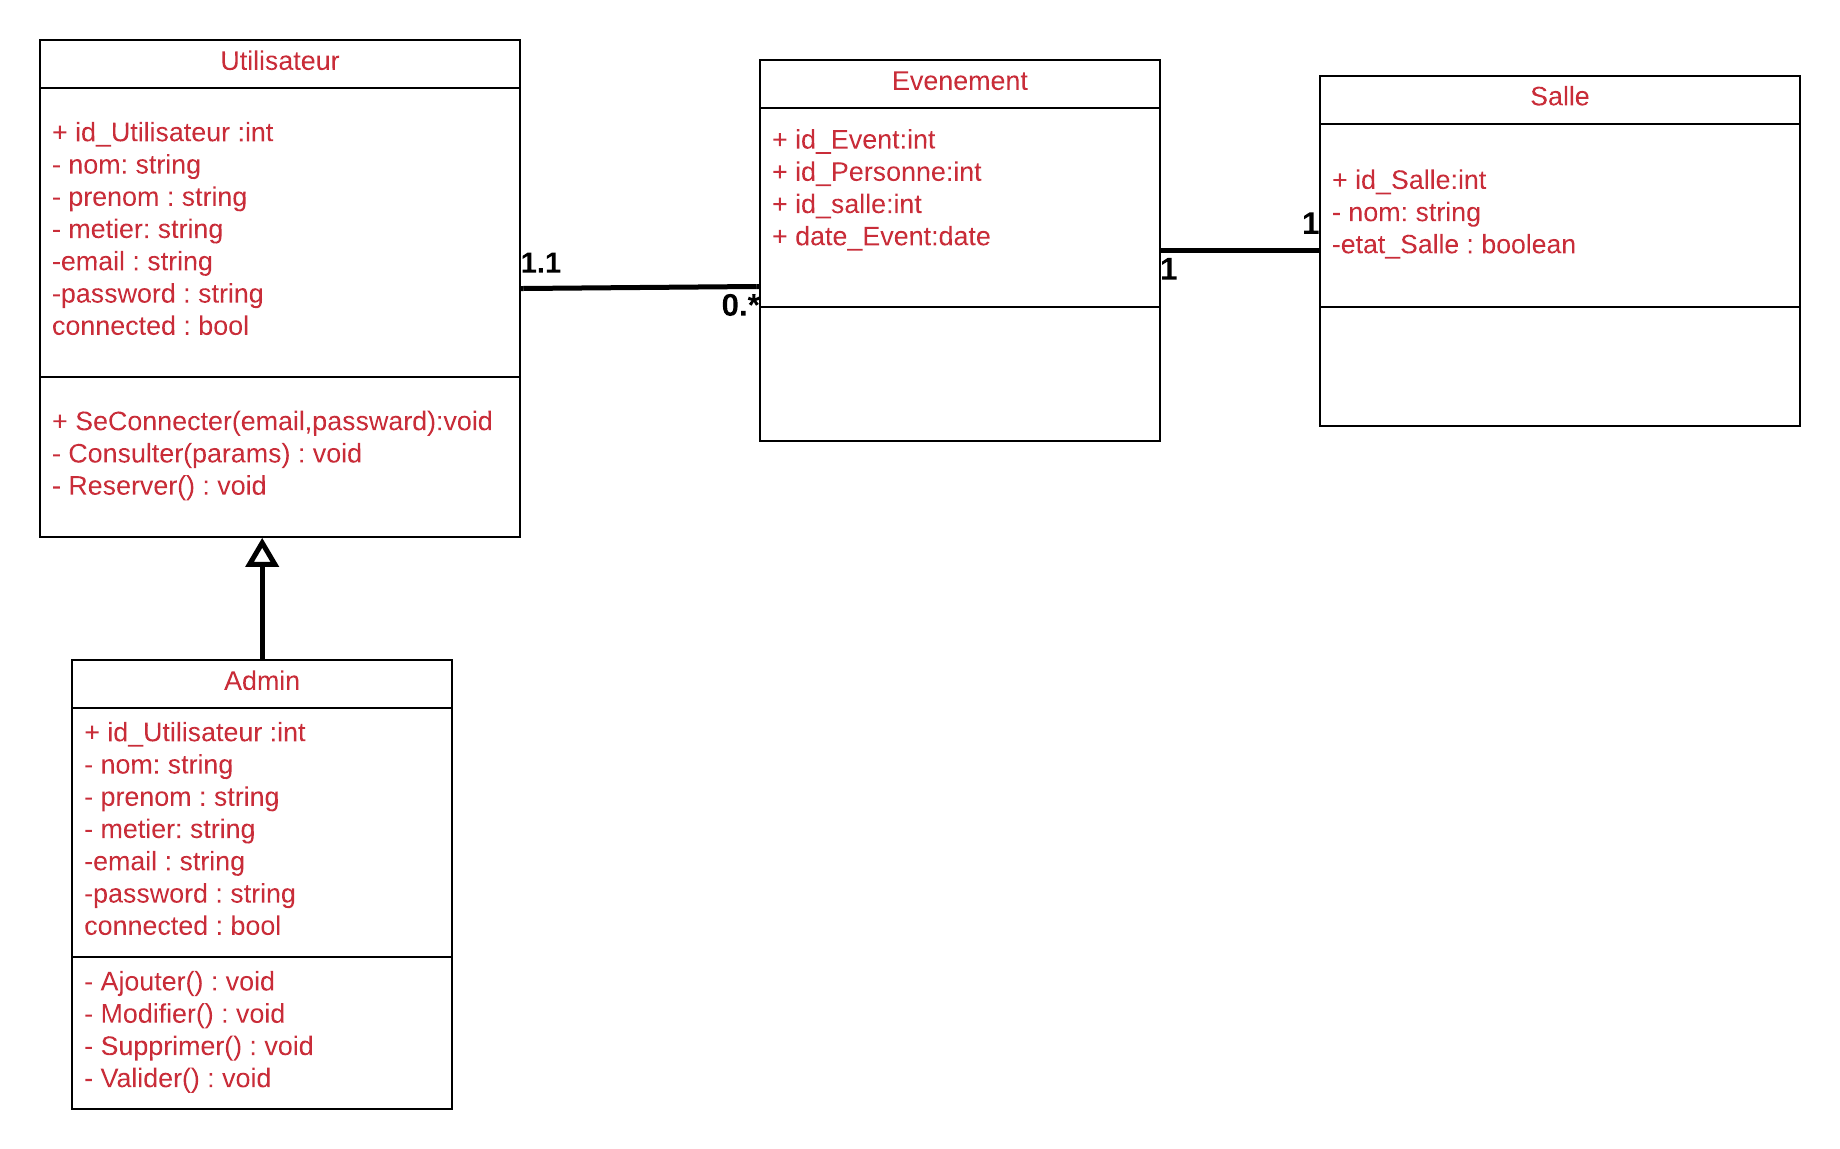 Utilisateur
+ id_Utilisateur :int
- nom: string
- prenom : string
- metier: string
-email : string
-password : string
connected : bool
+ SeConnecter(email,passward):void
- Consulter(params) : void
- Reserver() : void
1.1
0.*
Evenement
+ id_Event:int
+ id_Personne:int
+ id_salle:int
+ date_Event:date
1
1
Salle
+ id_Salle:int
- nom: string
-etat_Salle : boolean
Admin
+ id_Utilisateur :int
- nom: string
- prenom : string
- metier: string
-email : string
-password : string
connected : bool
- Ajouter() : void
- Modifier() : void
- Supprimer() : void
- Valider() : void